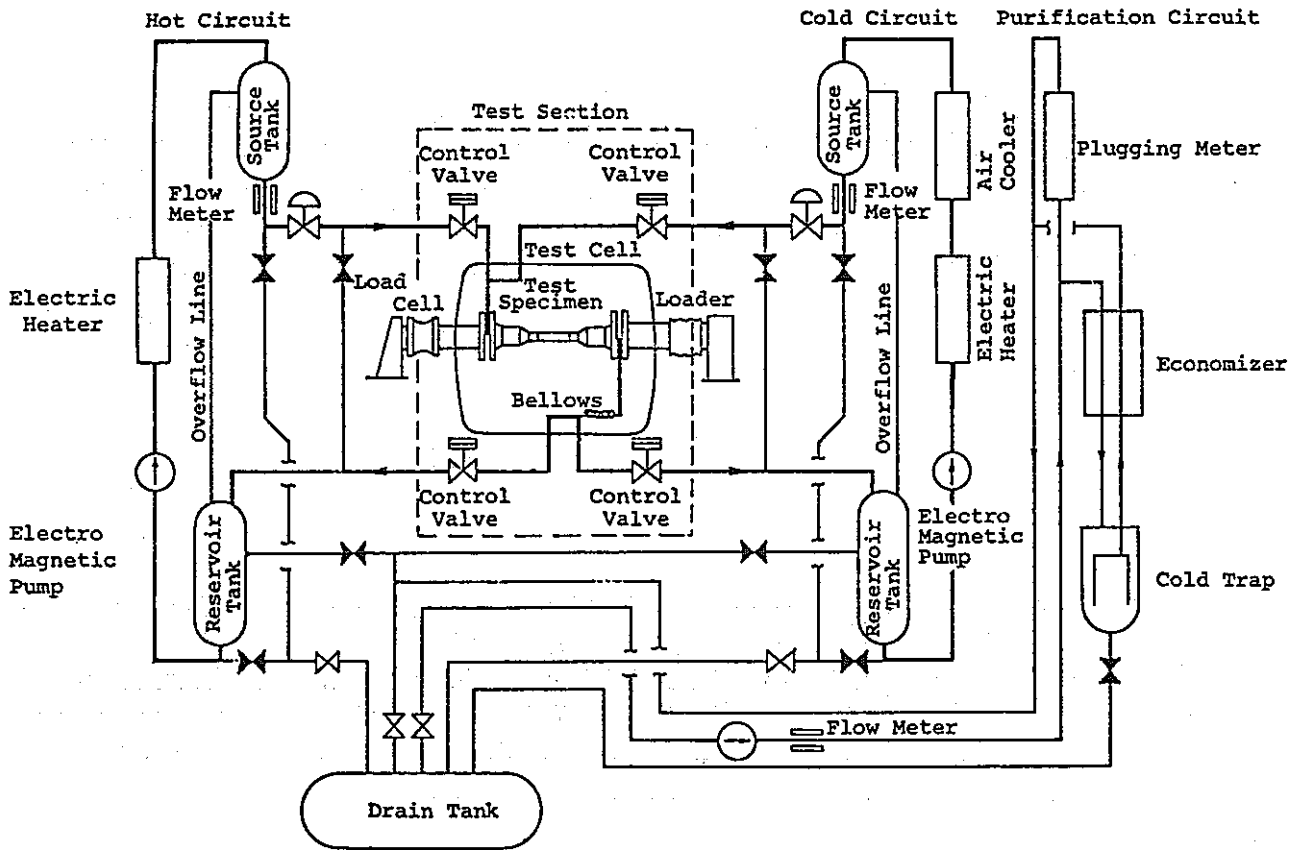 Hot Circuit
Cold Circuit
Purification Circuit
Source
Tank
Test Section
Control
Valve
Control
Valve
Source
Tank
Air
Cooler
Plugging Meter
Flow
Meter
Flow
Meter
Test Cell
Load
Cell
Test
Specimen
Loader
Electric
Heater
Overflow Line
Overflow Line
Electric
Heater
Economizer
Bellows
Control
Valve
Control
Valve
Electro
Magnetic
Pump
Reservoir
Tank
Reservoir
Tank
Electro
Magnetic
Pump
Cold Trap
Flow Meter
Drain Tank